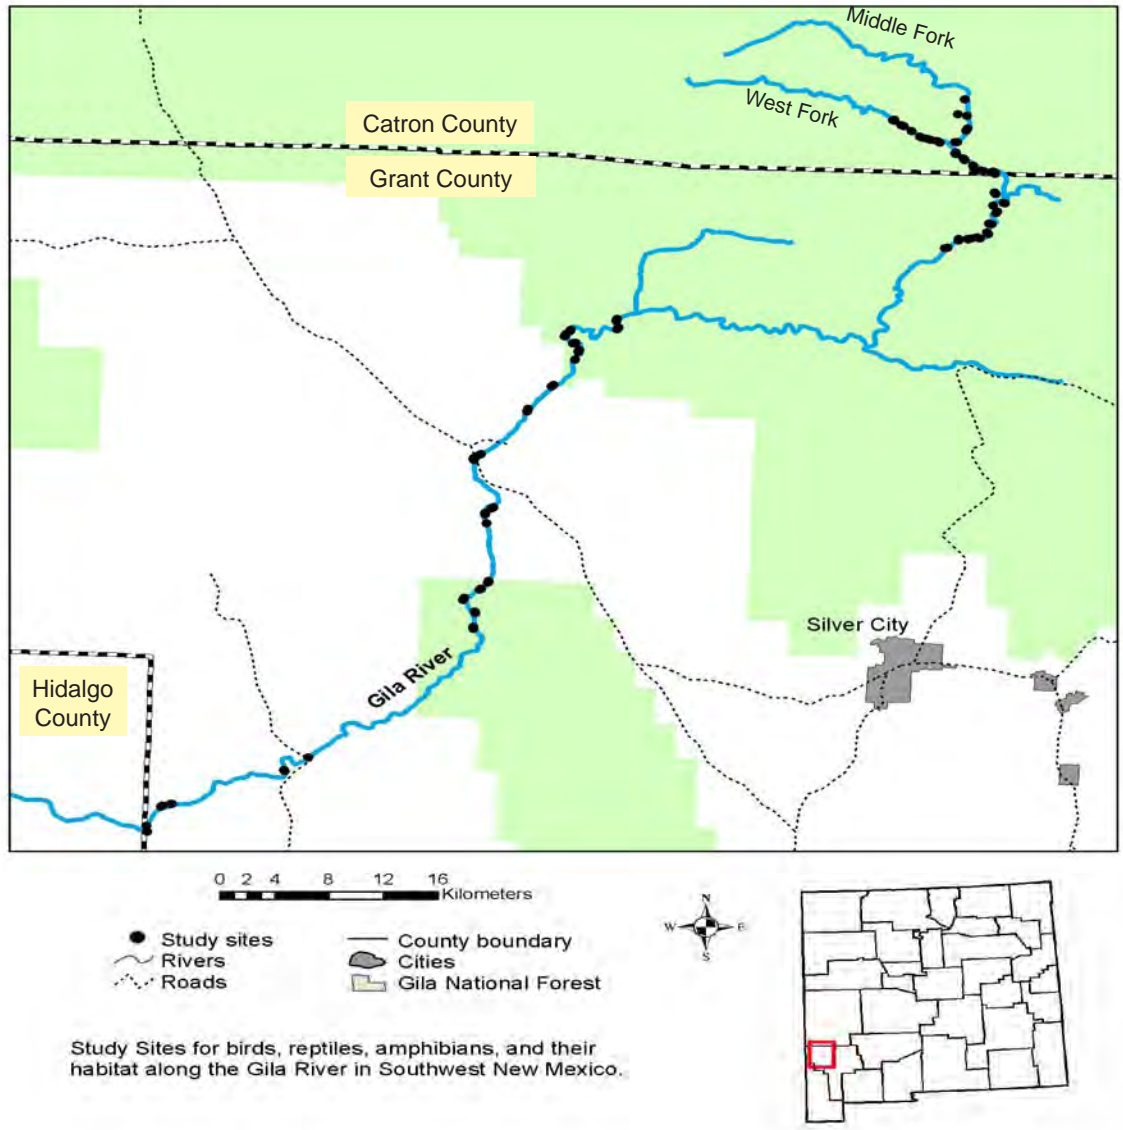 Middle Fork
West Fork
Catron County
Grant County
Silver City
Gila River
Hidalgo
County
0 2 4 8 12 16
Kilometers
N
W E
S
Study sites
Rivers
Roads
County boundary
Cities
Gila National Forest
Study Sites for birds, reptiles, amphibians, and their
habitat along the Gila River in Southwest New Mexico.